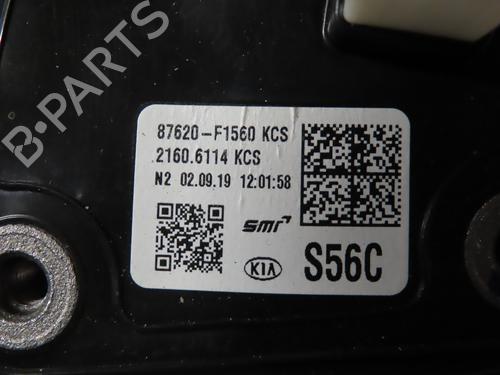 87620-F1560 KCS
2160.6114 KCS
N2 02.09.19 12:01:58
smr
KIA
S56C
B-PARTS